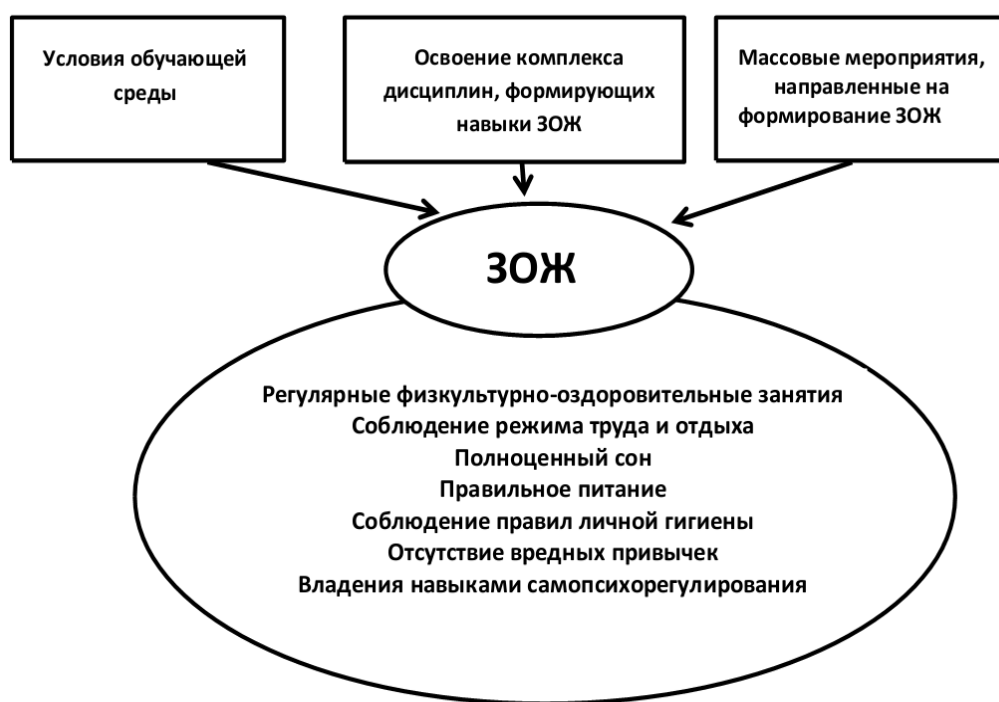 Условия обучающей
среды
Освоение комплекса
дисциплин, формирующих
навыки ЗОЖ
Массовые мероприятия,
направленные на
формирование ЗОЖ
ЗОЖ
Регулярные физкультурно-оздоровительные занятия
Соблюдение режима труда и отдыха
Полноценный сон
Правильное питание
Соблюдение правил личной гигиены
Отсутствие вредных привычек
Владения навыками самопсихорегулирования